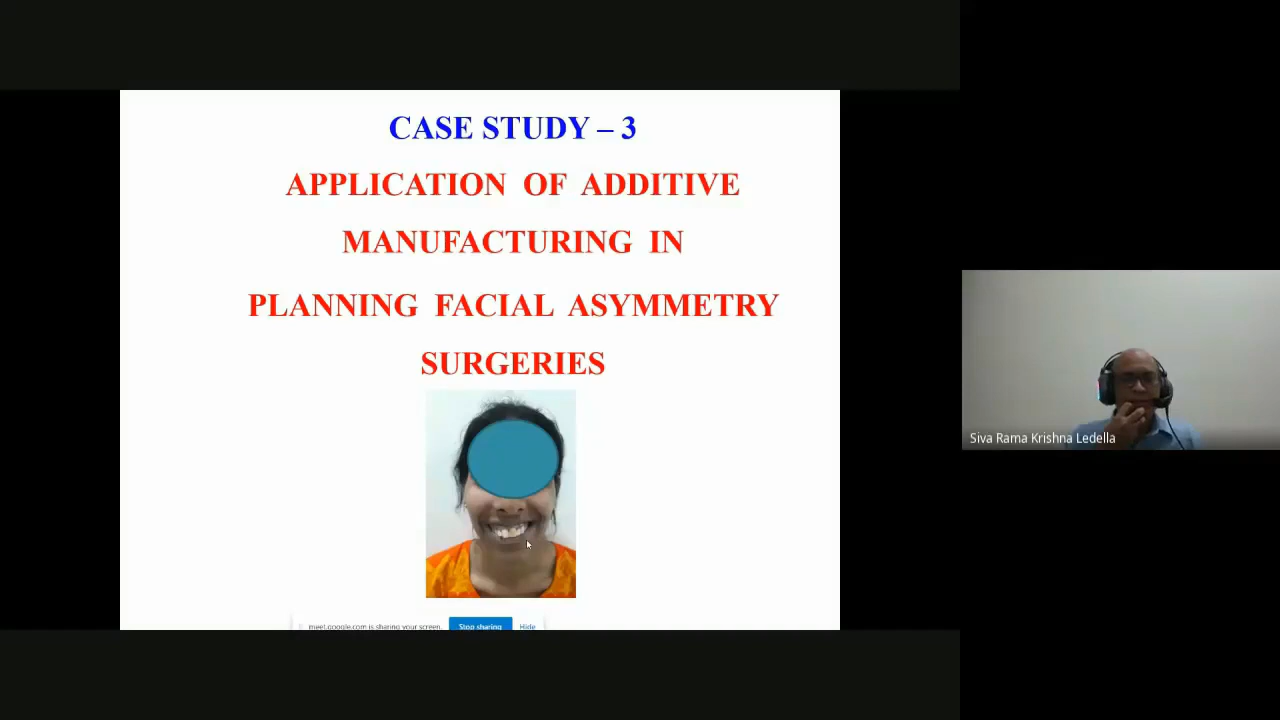 CASE STUDY – 3
APPLICATION OF ADDITIVE
MANUFACTURING IN
PLANNING FACIAL ASYMMETRY
SURGERIES
meet.google.com is sharing your screen.
Stop sharing
Hide
Siva Rama Krishna Ledella